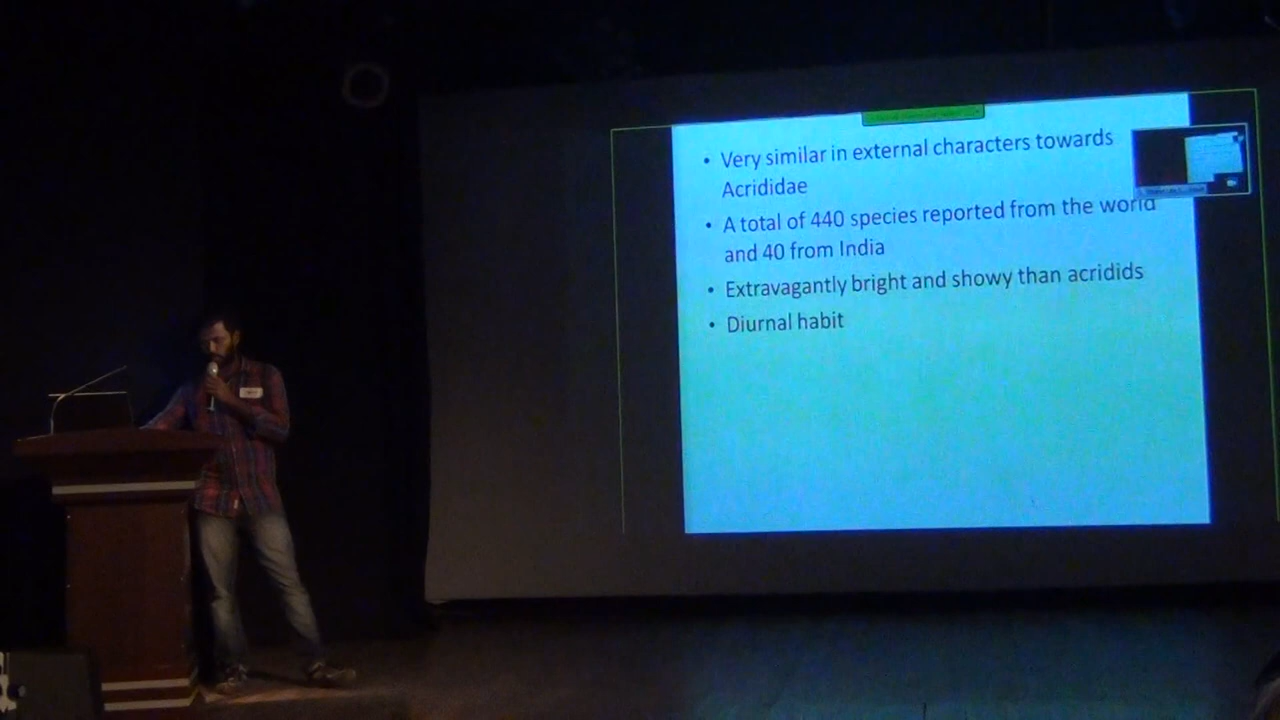 • Very similar in external characters towards
Acrididae
• A total of 440 species reported from the world
and 40 from India
• Extravagantly bright and showy than acridids
• Diurnal habit